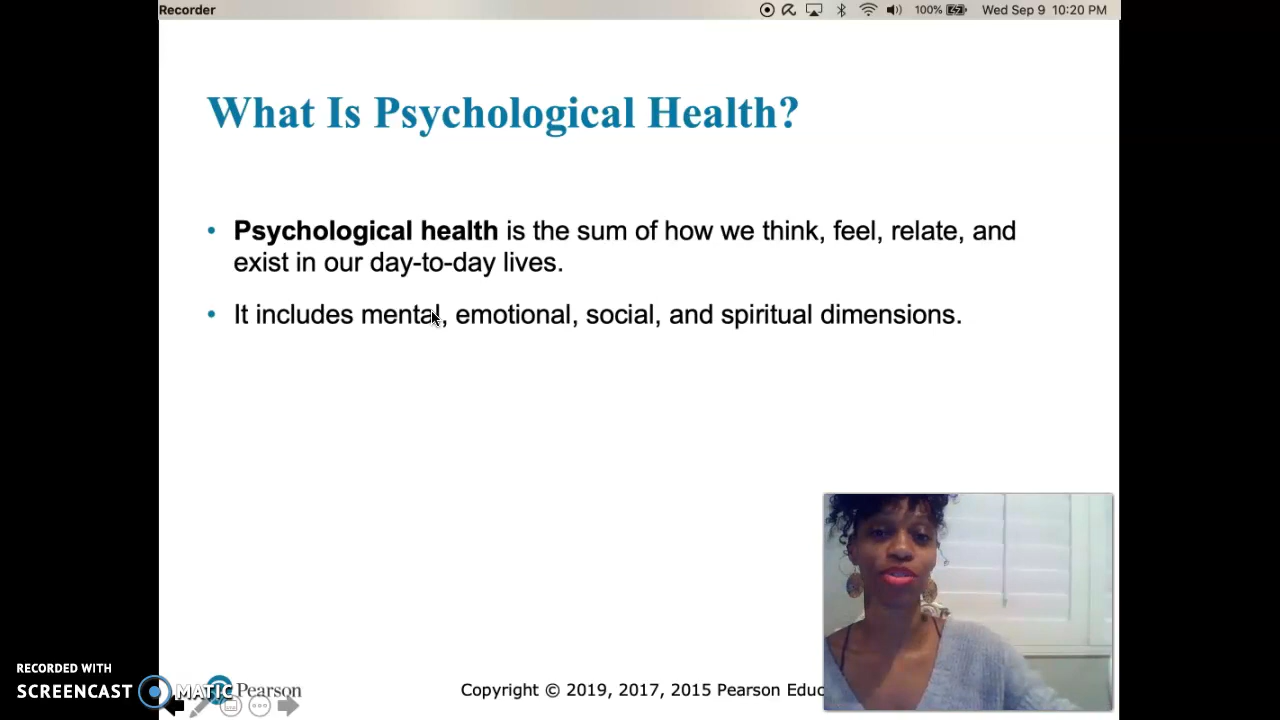 Recorder
100%
Wed Sep 9 10:20 PM
What Is Psychological Health?
• Psychological health is the sum of how we think, feel, relate, and
exist in our day-to-day lives.
• It includes mental, emotional, social, and spiritual dimensions.
RECORDED WITH
SCREENCAST MATIC
Pearson
Copyright © 2019, 2017, 2015 Pearson Educ